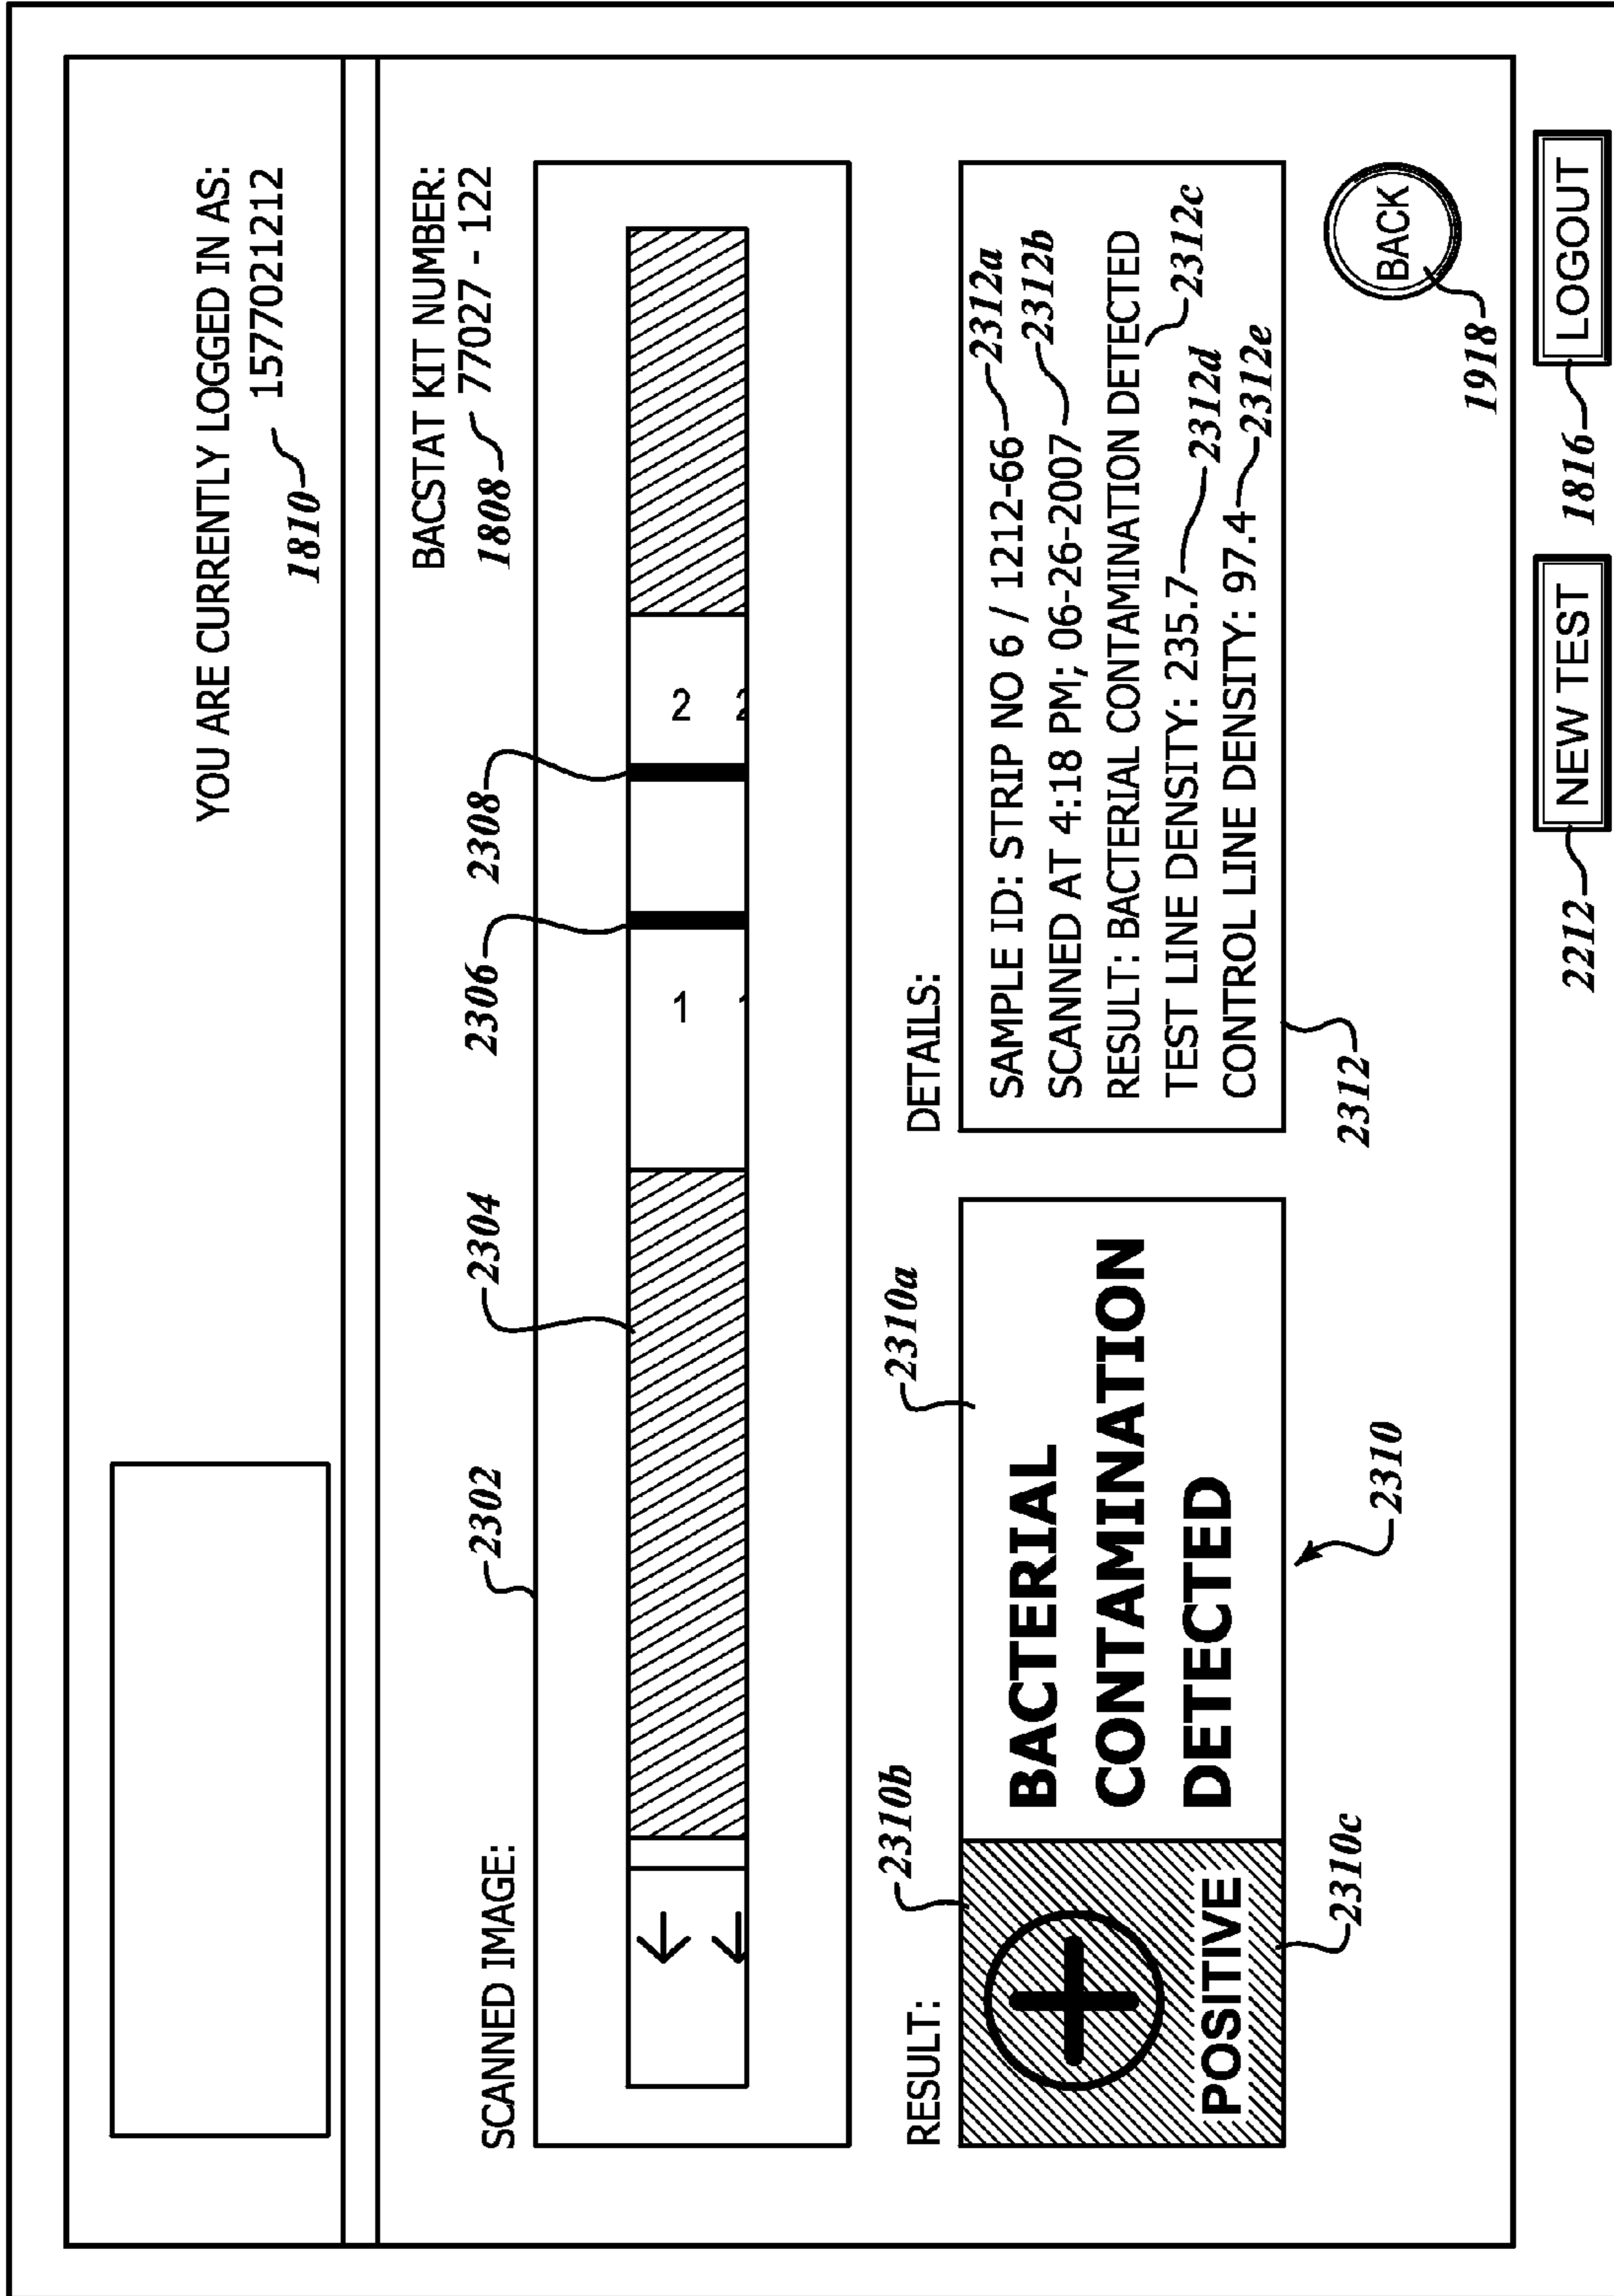 YOU ARE CURRENTLY LOGGED IN AS:
1577021212
1810
BACSTAT KIT NUMBER:
1808 77027 - 122
SCANNED IMAGE:
2302
2304
2306
2308
1 2
1 2
RESULT:
2310b
2310a
POSITIVE
BACTERIAL
CONTAMINATION
DETECTED
2310c
2310
DETAILS:
SAMPLE ID: STRIP NO 6 / 1212-66 2312a
SCANNED AT 4:18 PM; 06-26-2007 2312b
RESULT: BACTERIAL CONTAMINATION DETECTED
2312c
TEST LINE DENSITY: 235.7 2312d
CONTROL LINE DENSITY: 97.4 2312e
2312
BACK
1918
2212 NEW TEST
1816 LOGOUT